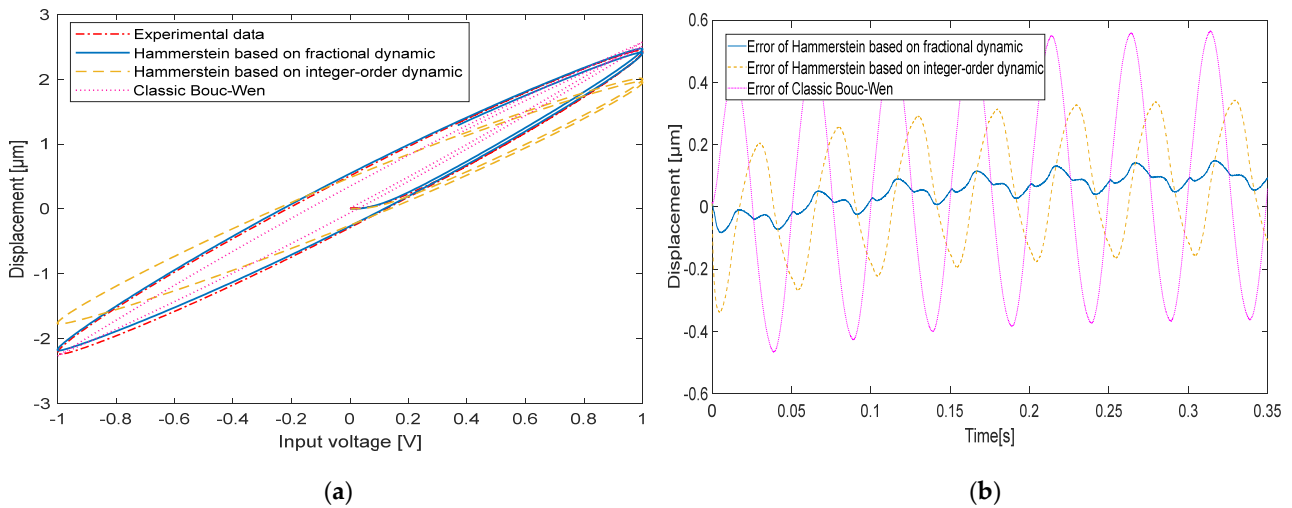 3
2
1
0
-1
-2
-3
Displacement [μm]
Experimental data
Hammerstein based on fractional dynamic
Hammerstein based on integer-order dynamic
Classic Bouc-Wen
-1 -0.8 -0.6 -0.4 -0.2 0 0.2 0.4 0.6 0.8 1
Input voltage [V]
(a)
0.6
0.4
0.2
0
-0.2
-0.4
-0.6
Displacement [μm]
Error of Hammerstein based on fractional dynamic
Error of Hammerstein based on integer-order dynamic
Error of Classic Bouc-Wen
0 0.05 0.1 0.15 0.2 0.25 0.3 0.35
Time[s]
(b)